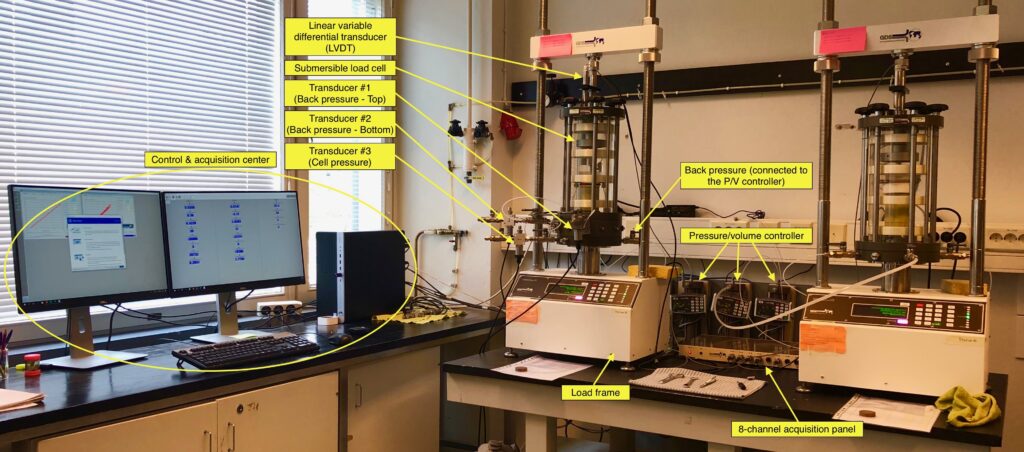 Linear variable
differential transducer
(LVDT)
Submersible load cell
Transducer #1
(Back pressure - Top)
Transducer #2
(Back pressure - Bottom)
Transducer #3
(Cell pressure)
Control & acquisition center
Back pressure (connected to
the P/V controller)
Pressure/volume controller
Load frame
8-channel acquisition panel
GDS
GDS